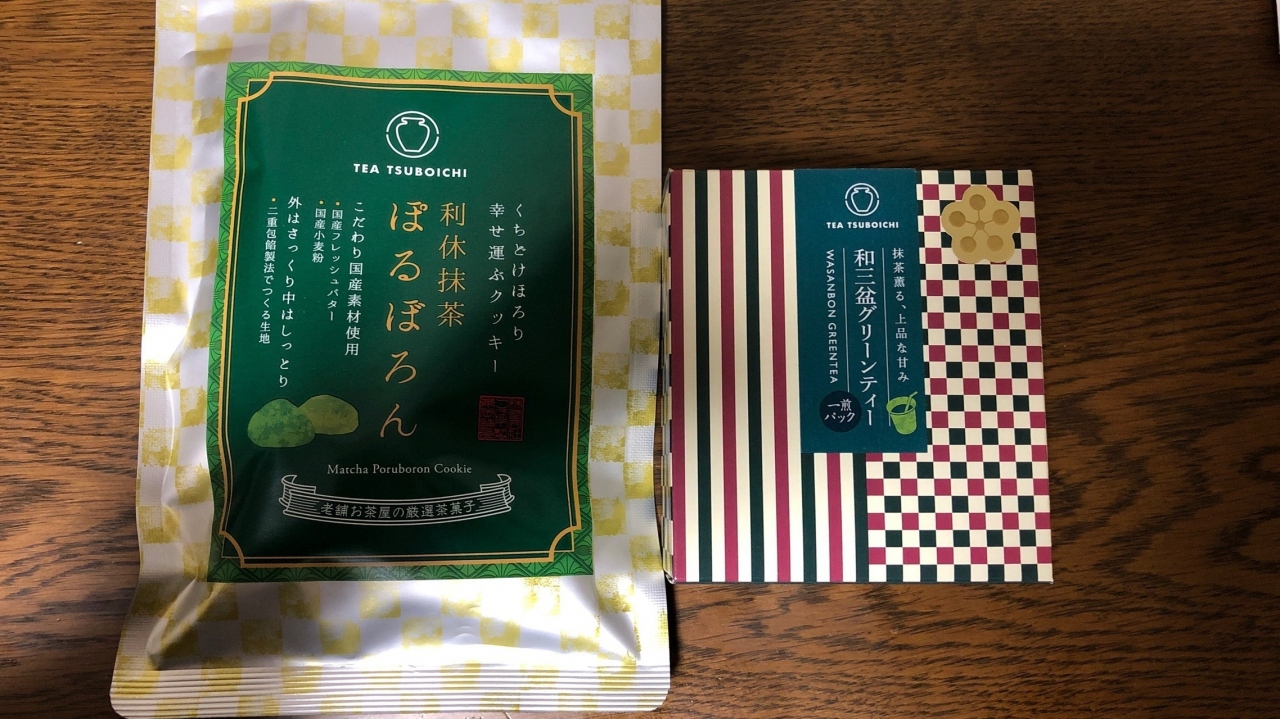 TEA TSUBOICHI
くちどけほろり
幸せ運ぶクッキー
利休抹茶
ぽるぼろん
こだわり国産素材使用
・国産フレッシュバター
・国産小麦粉
外はさっくり中はしっとり
・二重包餡製法でつくる生地
Matcha Poruboron Cookie
老舗お茶屋の厳選茶菓子
TEA TSUBOICHI
抹茶薫る、上品な甘み
和三盆グリーンティー
WASANBON GREENTEA
一煎
パック